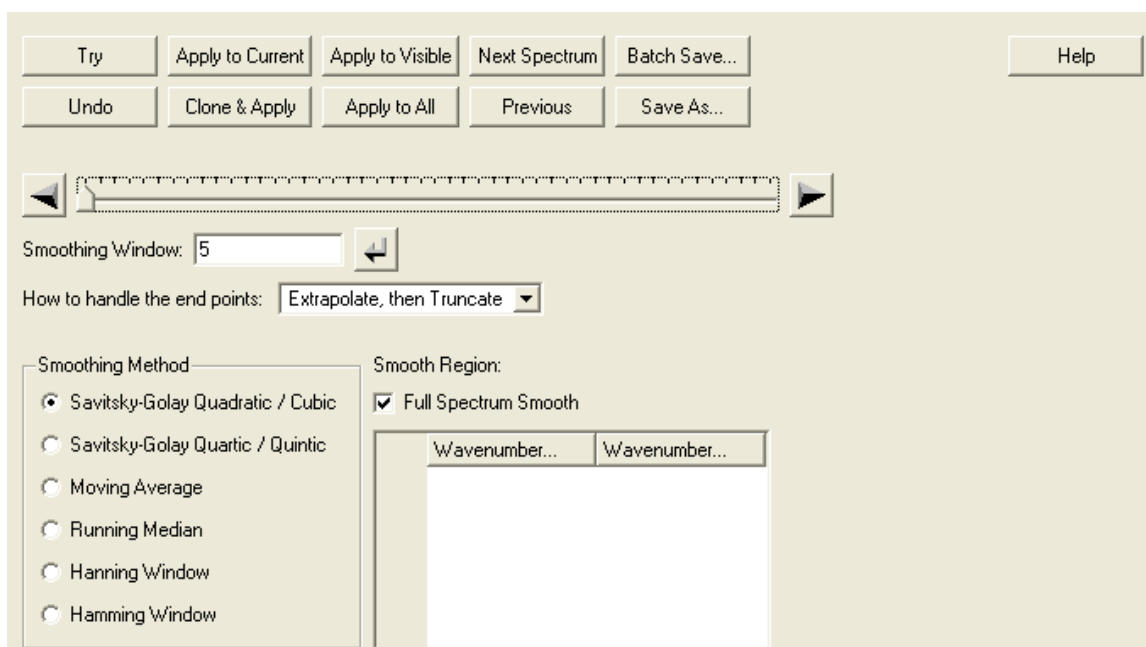 Try Apply to Current Apply to Visible Next Spectrum Batch Save... Help
Undo Clone & Apply Apply to All Previous Save As...
Smoothing Window: 5
How to handle the end points: Extrapolate, then Truncate
Smoothing Method
Smooth Region:
Savitsky-Golay Quadratic / Cubic
Full Spectrum Smooth
Savitsky-Golay Quartic / Quintic
Wavenumber... Wavenumber...
Moving Average
Running Median
Hanning Window
Hamming Window